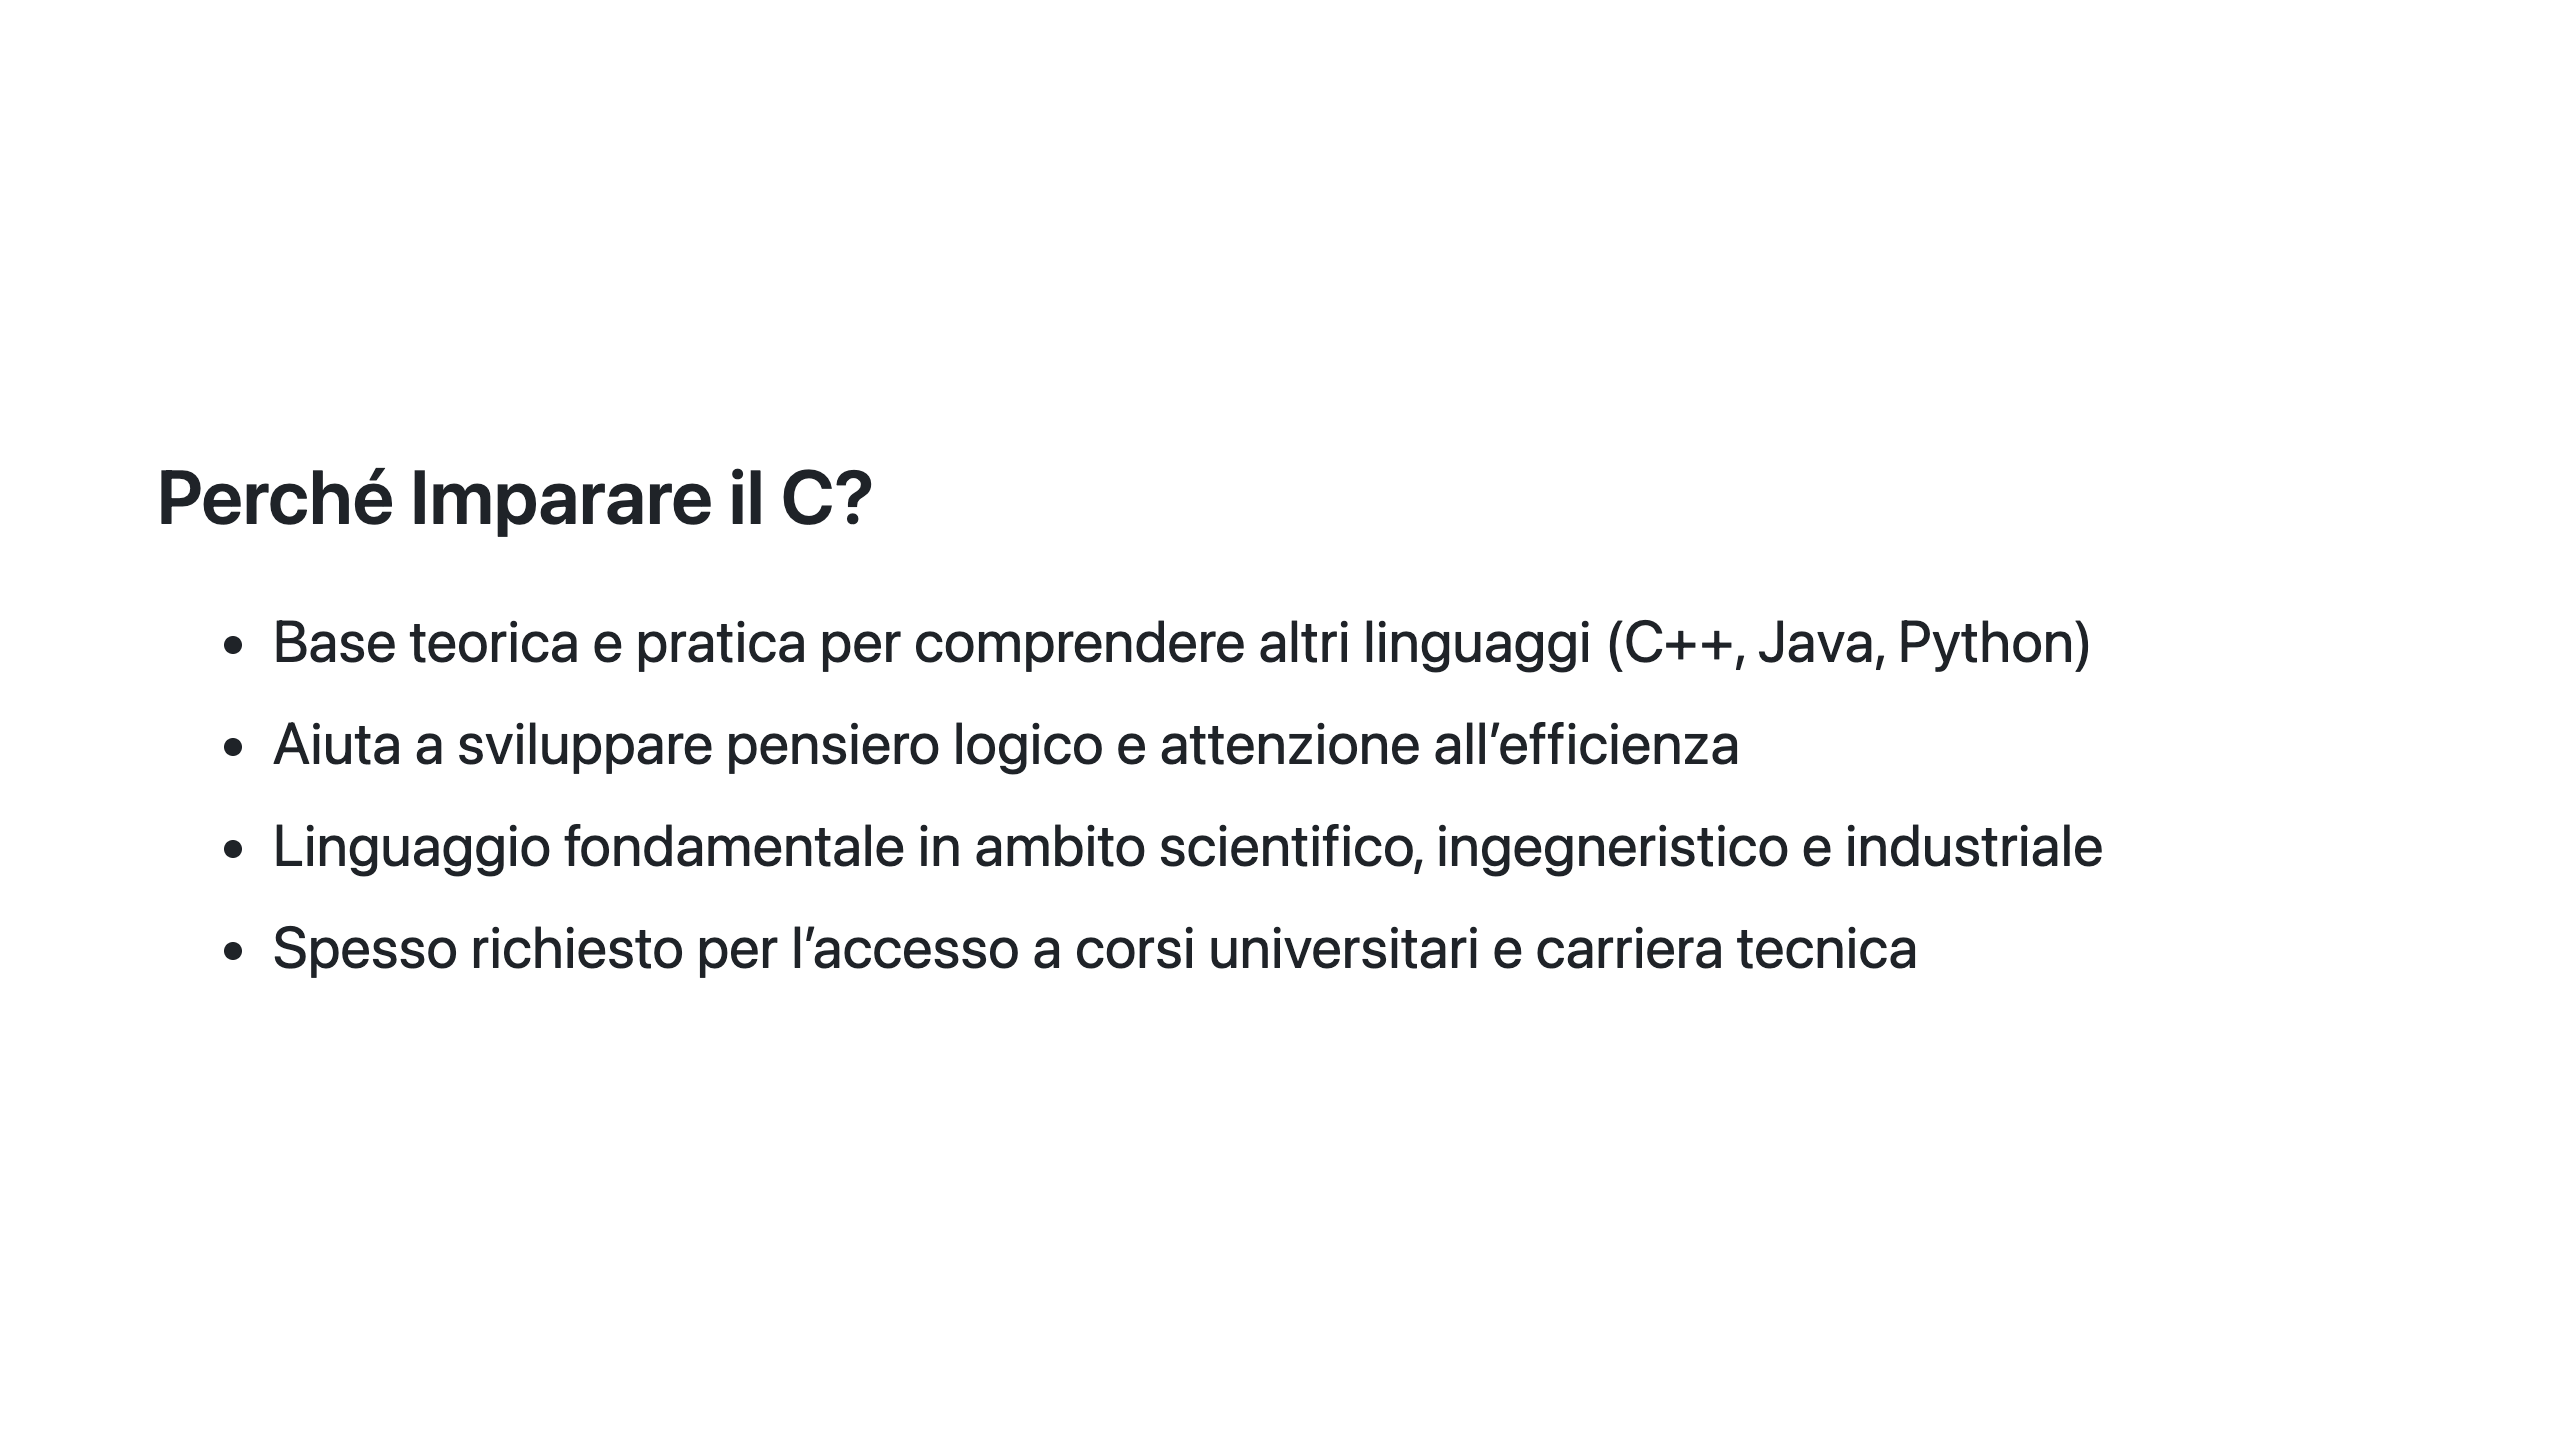 Perché Imparare il C?
• Base teorica e pratica per comprendere altri linguaggi (C++, Java, Python)
• Aiuta a sviluppare pensiero logico e attenzione all’efficienza
• Linguaggio fondamentale in ambito scientifico, ingegneristico e industriale
• Spesso richiesto per l’accesso a corsi universitari e carriera tecnica